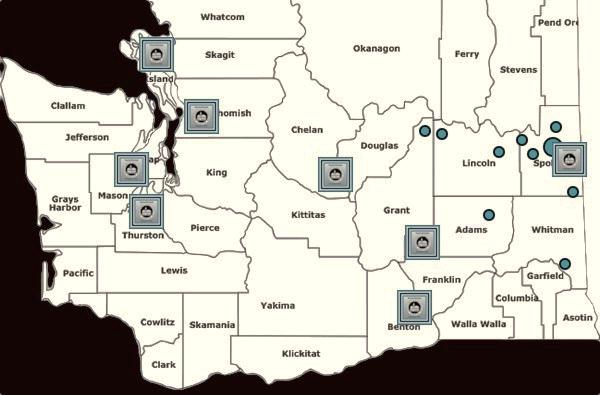 Whatcom
Okanagon
Ferry
Pend Ore
Skagit
Stevens
Island
Clallam
omish
Chelan
Douglas
Jefferson
ap
King
Lincoln
Spo
Mason
Grays
Harbor
Kittitas
Grant
Adams
Whitman
Thurston
Pierce
Pacific
Lewis
Franklin
Garfield
Columbia
Yakima
Asotin
Cowlitz
Skamania
Benton
Walla Walla
Klickitat
Clark